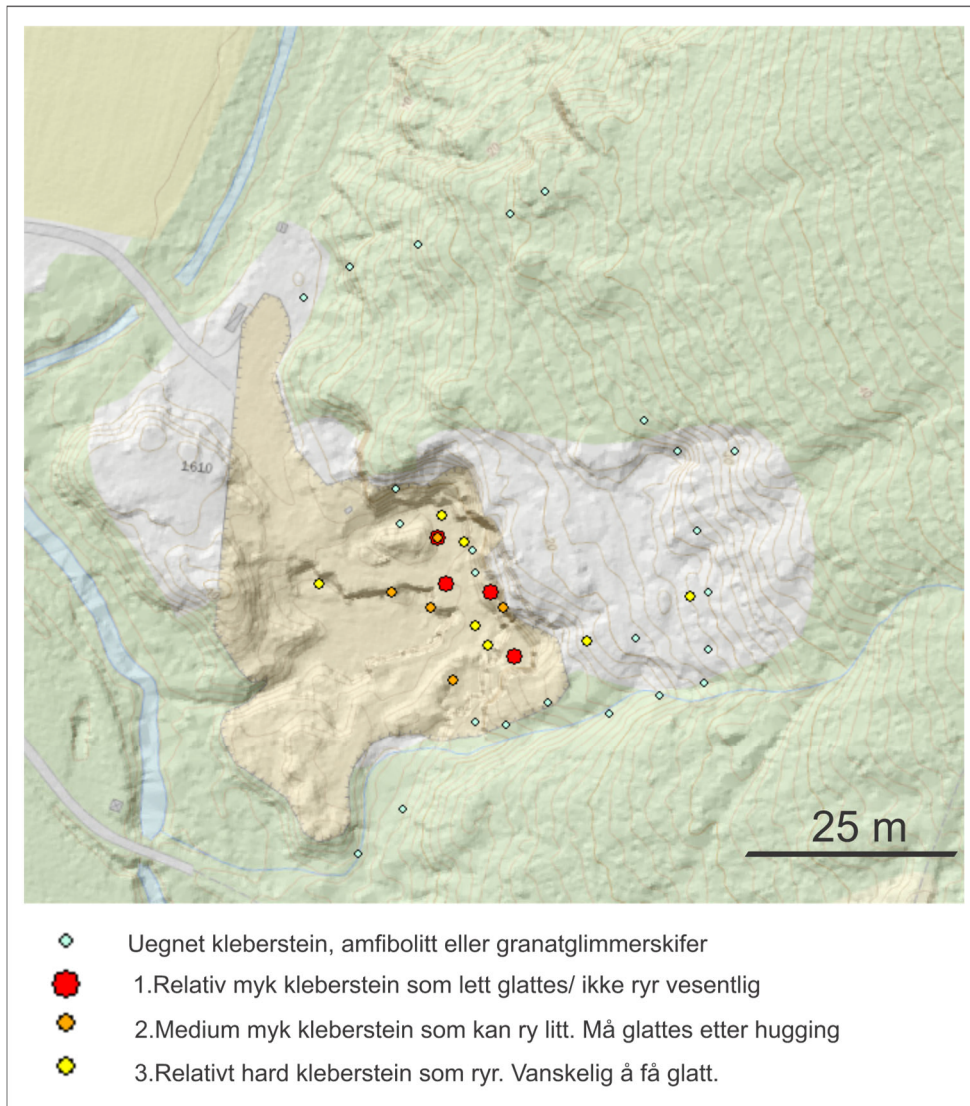 1610
25 m
Uegnet kleberstein, amfibolitt eller granatglimmerskifer
1.Relativ myk kleberstein som lett glattes/ ikke ryr vesentlig
2.Medium myk kleberstein som kan ry litt. Må glattes etter hugging
3.Relativt hard kleberstein som ryr. Vanskelig å få glatt.